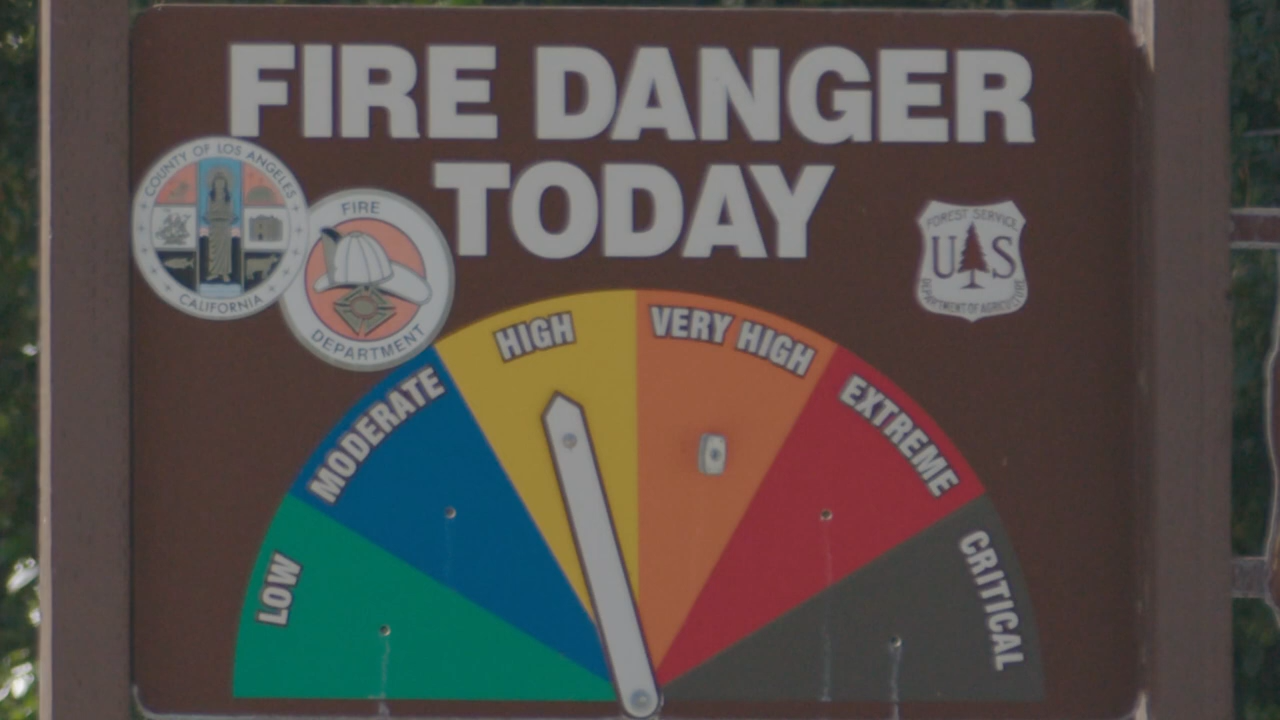 FIRE DANGER
TODAY
COUNTY OF LOS ANGELES
CALIFORNIA
FIRE
DEPARTMENT
FOREST SERVICE
U S
DEPARTMENT OF AGRICULTURE
LOW
MODERATE
HIGH
VERY HIGH
EXTREME
CRITICAL